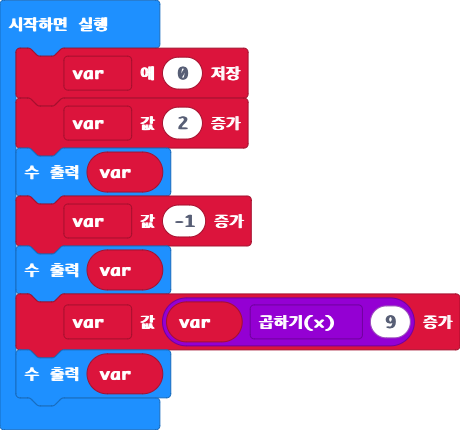 시작하면 실행
var 에 0 저장
var 값 2 증가
수 출력 var
var 값 -1 증가
수 출력 var
var 값 var 곱하기(x) 9 증가
수 출력 var